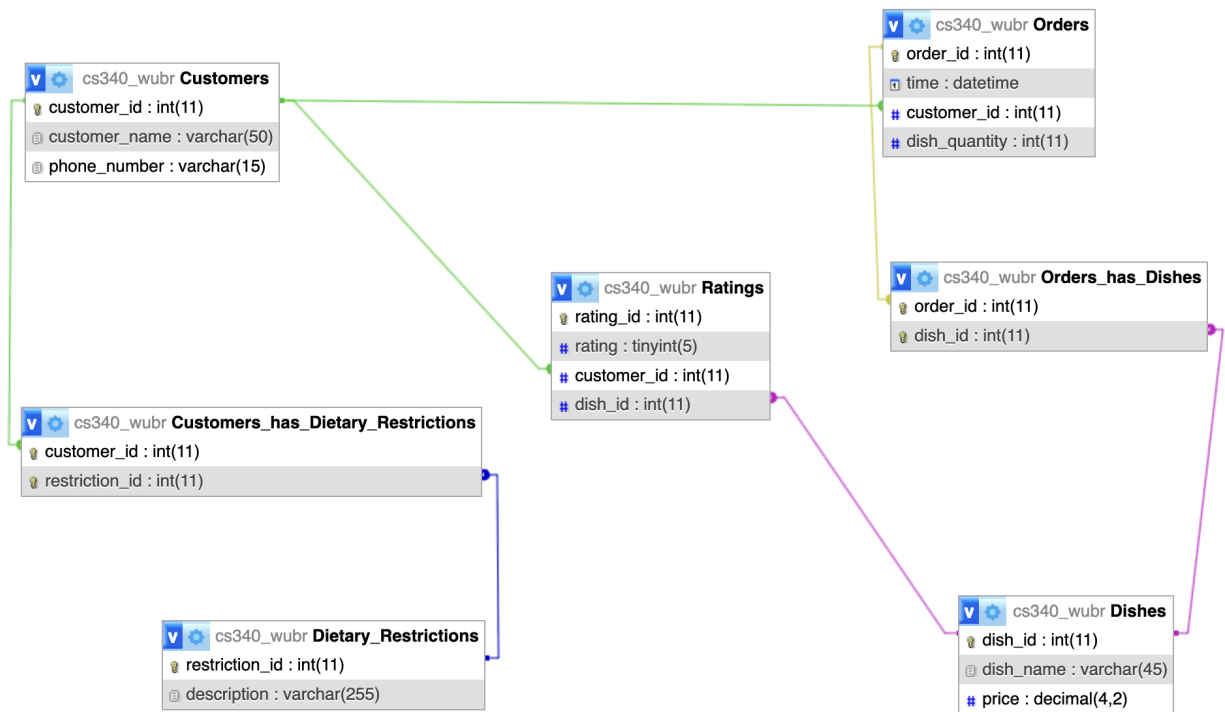 cs340_wubr Customers
customer_id : int(11)
customer_name : varchar(50)
phone_number : varchar(15)
cs340_wubr Orders
order_id : int(11)
time : datetime
customer_id : int(11)
dish_quantity : int(11)
cs340_wubr Ratings
rating_id : int(11)
rating : tinyint(5)
customer_id : int(11)
dish_id : int(11)
cs340_wubr Orders_has_Dishes
order_id : int(11)
dish_id : int(11)
cs340_wubr Customers_has_Dietary_Restrictions
customer_id : int(11)
restriction_id : int(11)
cs340_wubr Dietary_Restrictions
restriction_id : int(11)
description : varchar(255)
cs340_wubr Dishes
dish_id : int(11)
dish_name : varchar(45)
price : decimal(4,2)